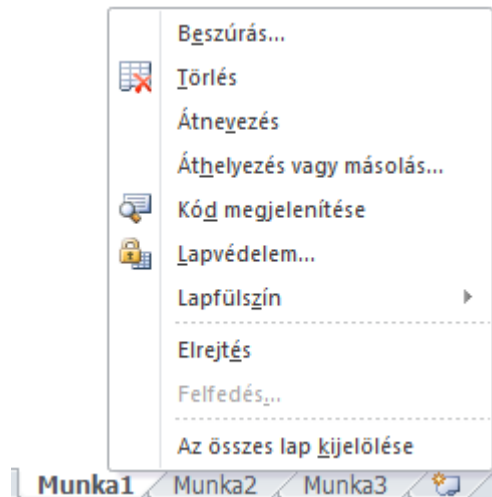 Beszúrás...
Törlés
Átnevezés
Áthelyezés vagy másolás...
Kód megjelenítése
Lapvédelem...
Lapfülszín
Elrejtés
Felfedés...
Az összes lap kijelölése
Munka1 Munka2 Munka3